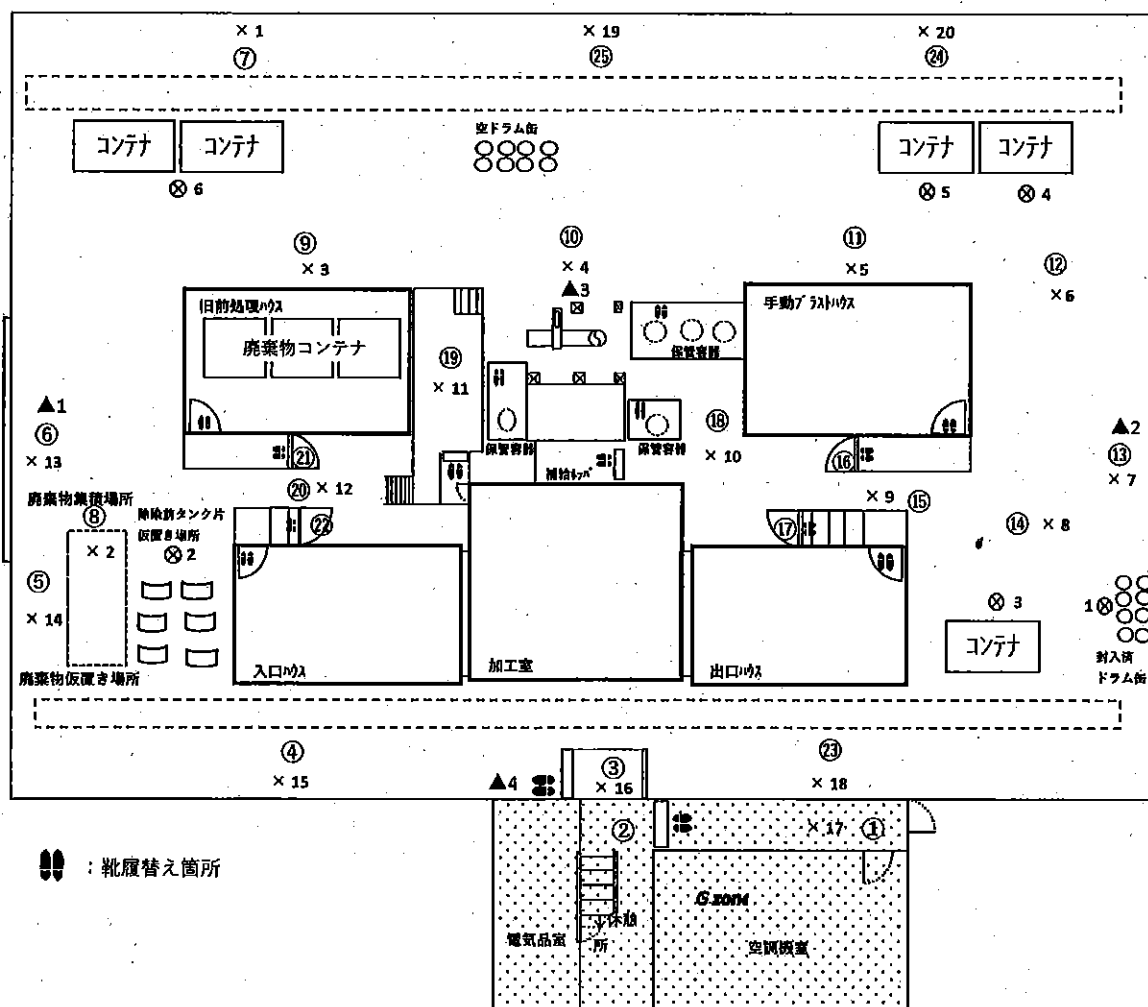 × 1
× 19
× 20
⑦
㉕
㉔
コンテナ
コンテナ
空ドラム缶
コンテナ
コンテナ
⊗ 6
⊗ 5
⊗ 4
⑨
⑩
⑪
⑫
× 3
× 4
× 5
× 6
▲3
旧前処理ハウス
手動ブラストハウス
廃棄物コンテナ
保管容器
⑲
× 11
▲1
⑥
× 13
⑱
× 10
▲2
⑬
× 7
保管容器
保管容器
㉑
⑯
補給ホッパ
⑳
× 12
× 9
⑮
廃棄物集積場所
⑧
除染前タンク片
仮置き場所
× 2
⊗ 2
㉒
⑰
⑭
× 8
⑤
× 14
⊗ 3
1 ⊗
コンテナ
封入済
ドラム缶
廃棄物仮置き場所
入口ハウス
加工室
出口ハウス
④
× 15
▲4
③
× 16
㉓
× 18
②
× 17
①
：靴履替え箇所
G zone
電気品室
休憩
所
空調機室